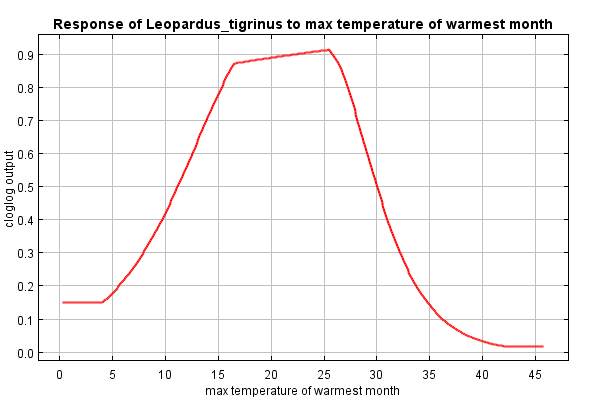 Response of Leopardus_tigrinus to max temperature of warmest month
cloglog output
0.9
0.8
0.7
0.6
0.5
0.4
0.3
0.2
0.1
0.0
0 5 10 15 20 25 30 35 40 45
max temperature of warmest month